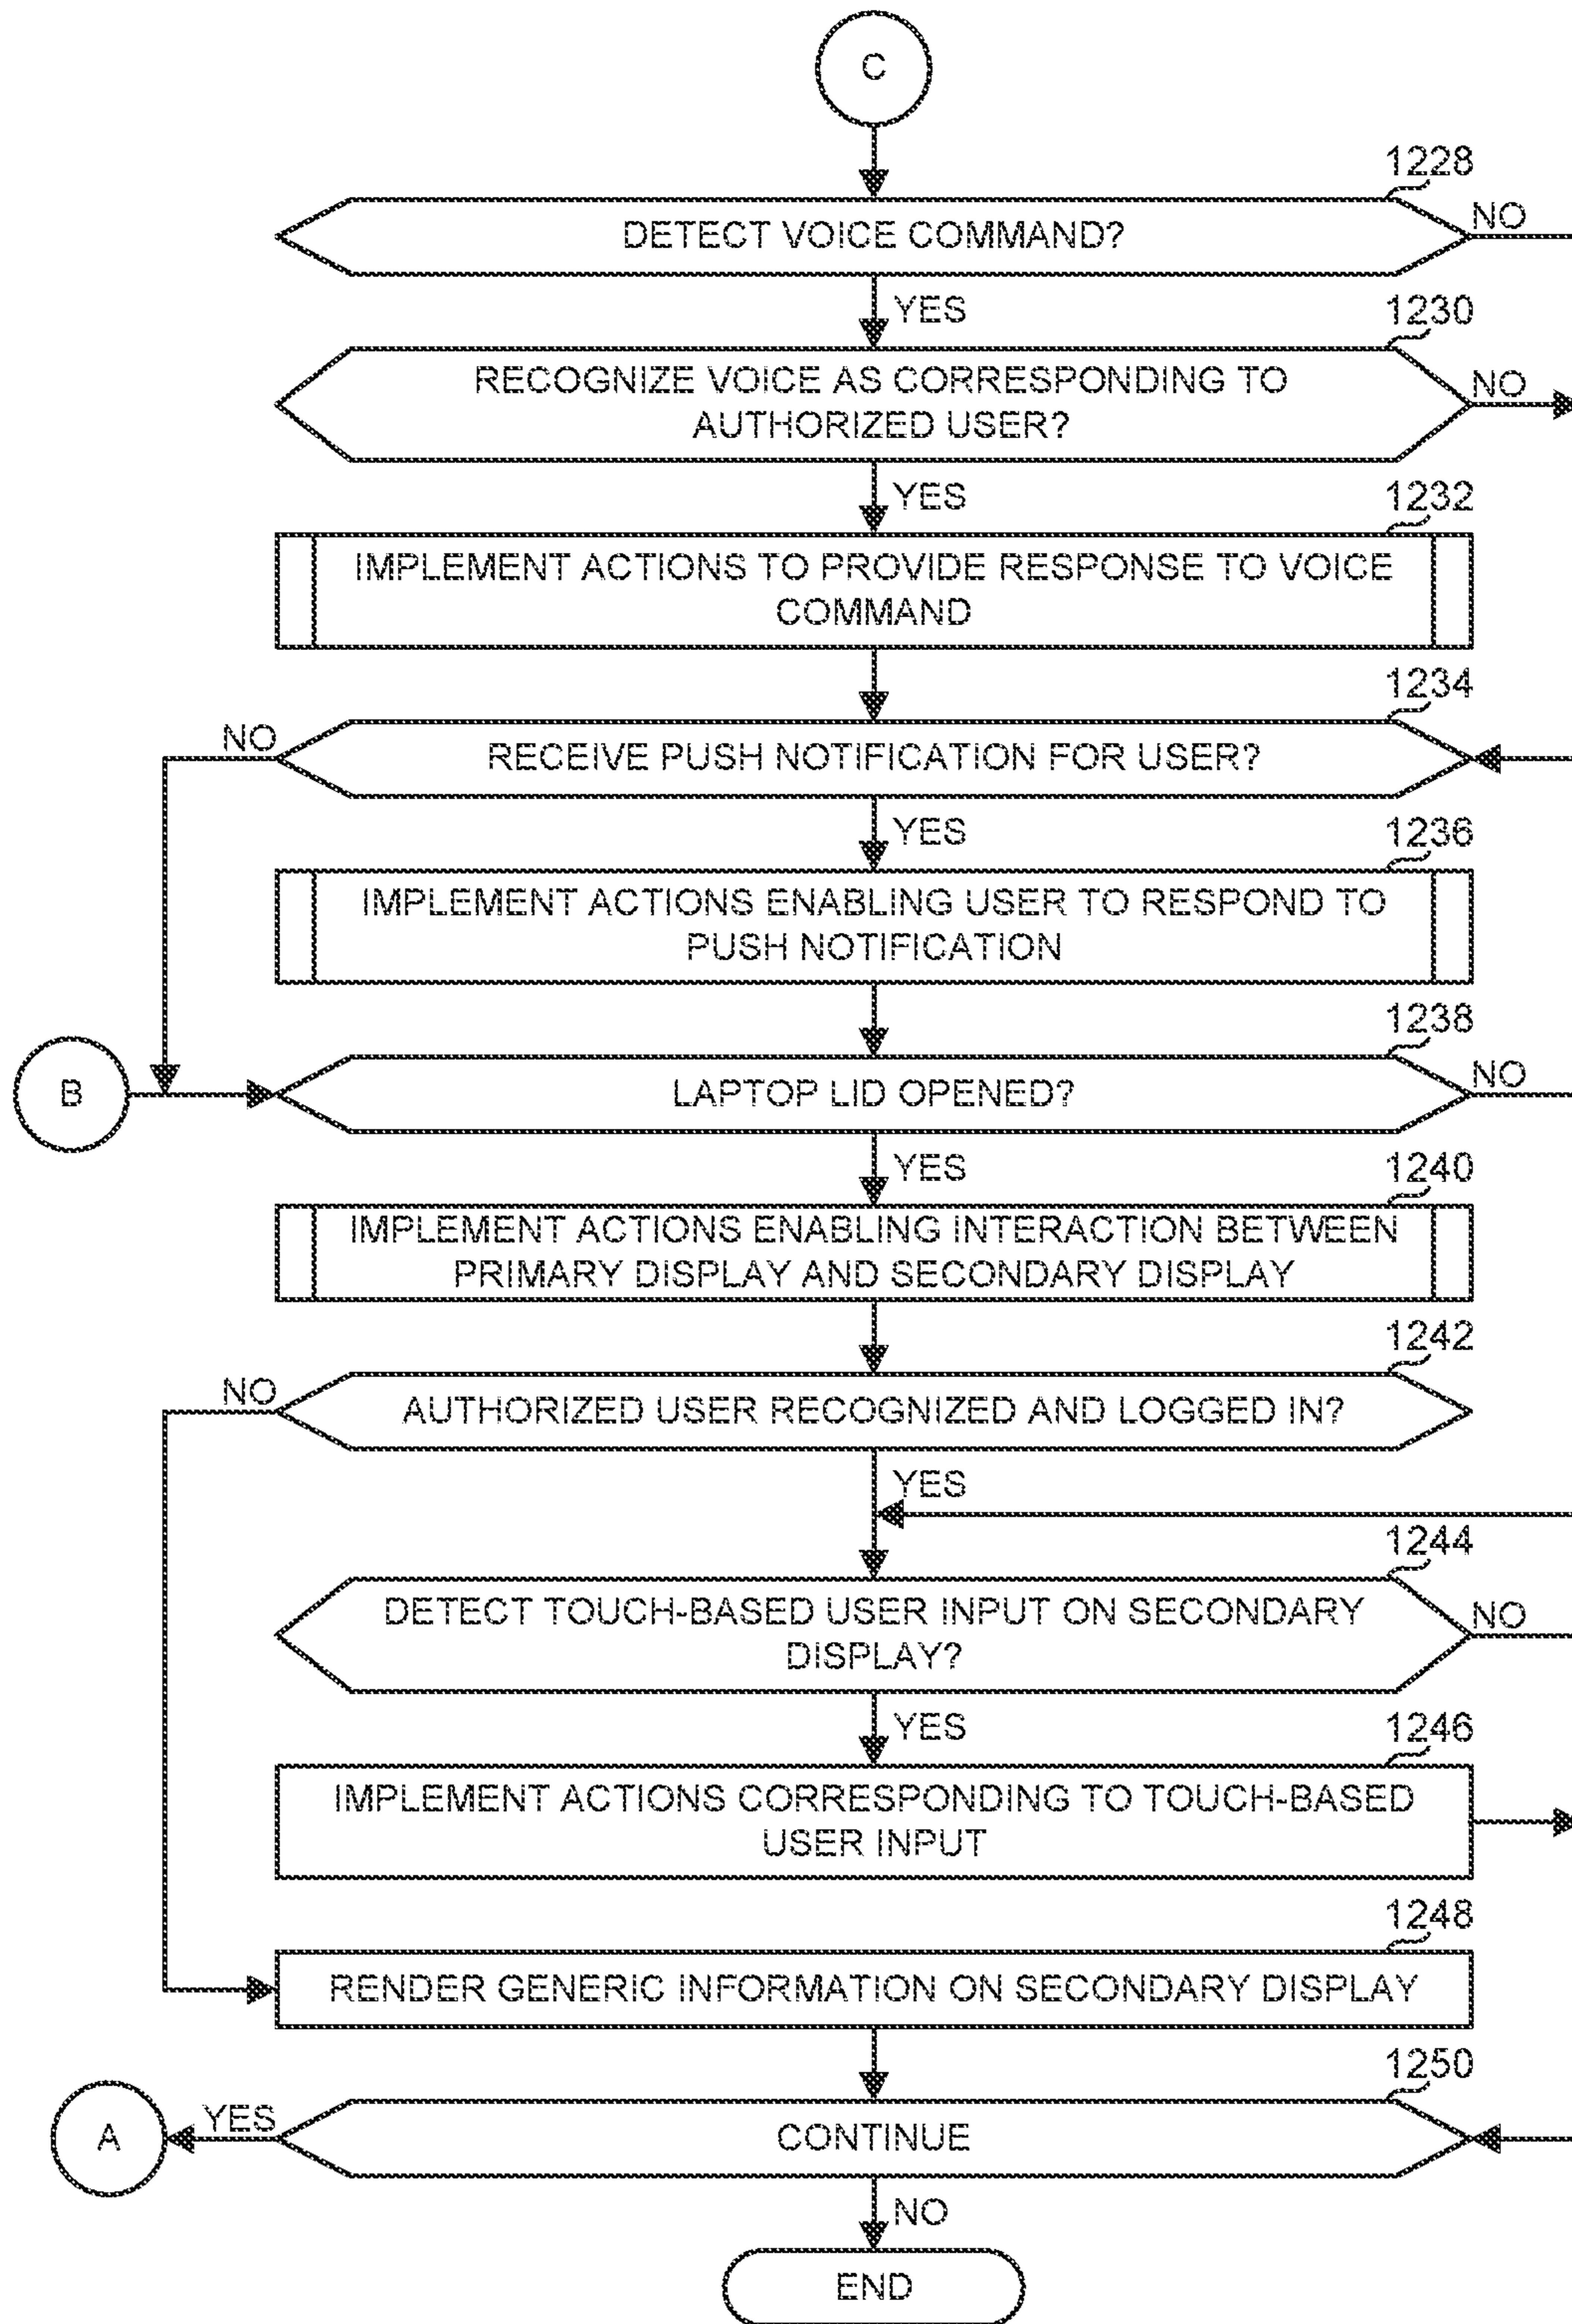 C
1228
DETECT VOICE COMMAND?
NO
YES
1230
RECOGNIZE VOICE AS CORRESPONDING TO
AUTHORIZED USER?
NO
YES
1232
IMPLEMENT ACTIONS TO PROVIDE RESPONSE TO VOICE
COMMAND
1234
NO
RECEIVE PUSH NOTIFICATION FOR USER?
YES
1236
IMPLEMENT ACTIONS ENABLING USER TO RESPOND TO
PUSH NOTIFICATION
1238
B
LAPTOP LID OPENED?
NO
YES
1240
IMPLEMENT ACTIONS ENABLING INTERACTION BETWEEN
PRIMARY DISPLAY AND SECONDARY DISPLAY
1242
NO
AUTHORIZED USER RECOGNIZED AND LOGGED IN?
YES
1244
DETECT TOUCH-BASED USER INPUT ON SECONDARY
DISPLAY?
NO
YES
1246
IMPLEMENT ACTIONS CORRESPONDING TO TOUCH-BASED
USER INPUT
1248
RENDER GENERIC INFORMATION ON SECONDARY DISPLAY
1250
A
YES
CONTINUE
NO
END